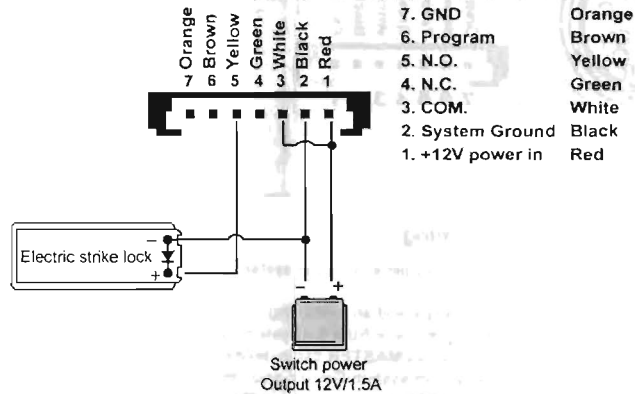 Orange
Brown
Yellow
Green
White
Black
Red
7 6 5 4 3 2 1
7. GND Orange
6. Program Brown
5. N.O. Yellow
4. N.C. Green
3. COM. White
2. System Ground Black
1. +12V power in Red
Electric strike lock
−
+
− +
Switch power
Output 12V/1.5A